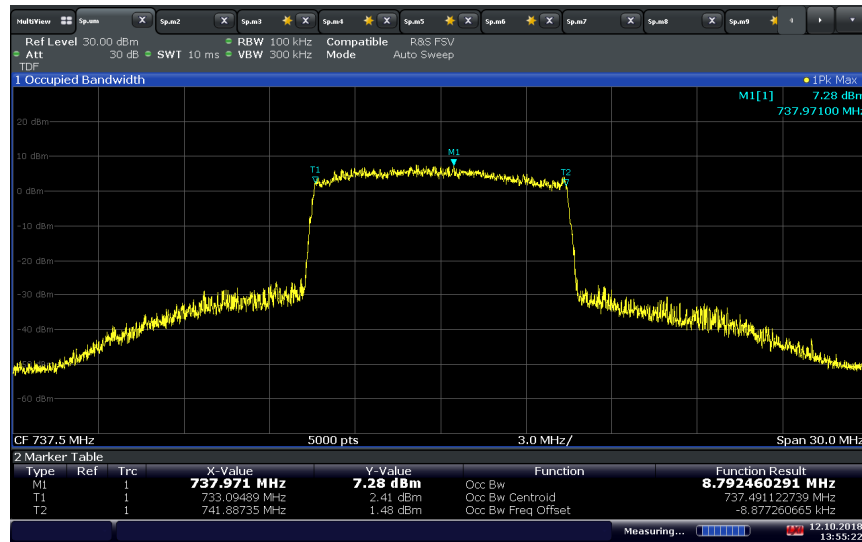 MultiView Sp.um X Sp.m2 X Sp.m3 X Sp.m4 X Sp.m5 X Sp.m6 X Sp.m7 X Sp.m8 X Sp.m9
Ref Level 30.00 dBm RBW 100 kHz Compatible R&S FSV
Att 30 dB SWT 10 ms VBW 300 kHz Mode Auto Sweep
TDF
1 Occupied Bandwidth 1Pk Max
M1[1] 7.28 dBm
737.97100 MHz
20 dBm
10 dBm
M1
T1
T2
0 dBm
-10 dBm
-20 dBm
-30 dBm
-40 dBm
-60 dBm
CF 737.5 MHz 5000 pts 3.0 MHz/ Span 30.0 MHz
2 Marker Table
Type Ref Trc X-Value Y-Value Function Function Result
M1 1 737.971 MHz 7.28 dBm Occ Bw 8.792460291 MHz
T1 1 733.09489 MHz 2.41 dBm Occ Bw Centroid 737.491122739 MHz
T2 1 741.88735 MHz 1.48 dBm Occ Bw Freq Offset -8.877260665 kHz
Measuring... 12.10.2018
13:55:22